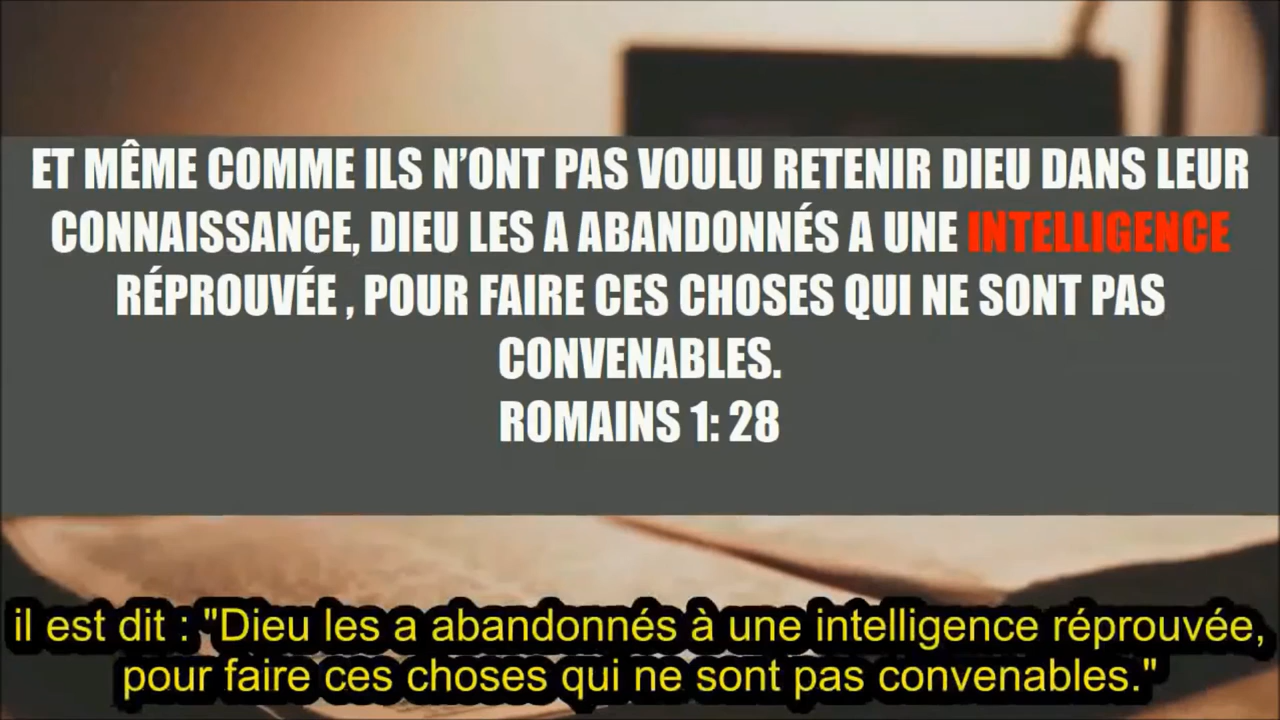 ET MÊME COMME ILS N’ONT PAS VOULU RETENIR DIEU DANS LEUR
CONNAISSANCE, DIEU LES A ABANDONNÉS A UNE INTELLIGENCE
RÉPROUVÉE , POUR FAIRE CES CHOSES QUI NE SONT PAS
CONVENABLES.
ROMAINS 1: 28
il est dit : "Dieu les a abandonnés à une intelligence réprouvée,
pour faire ces choses qui ne sont pas convenables."